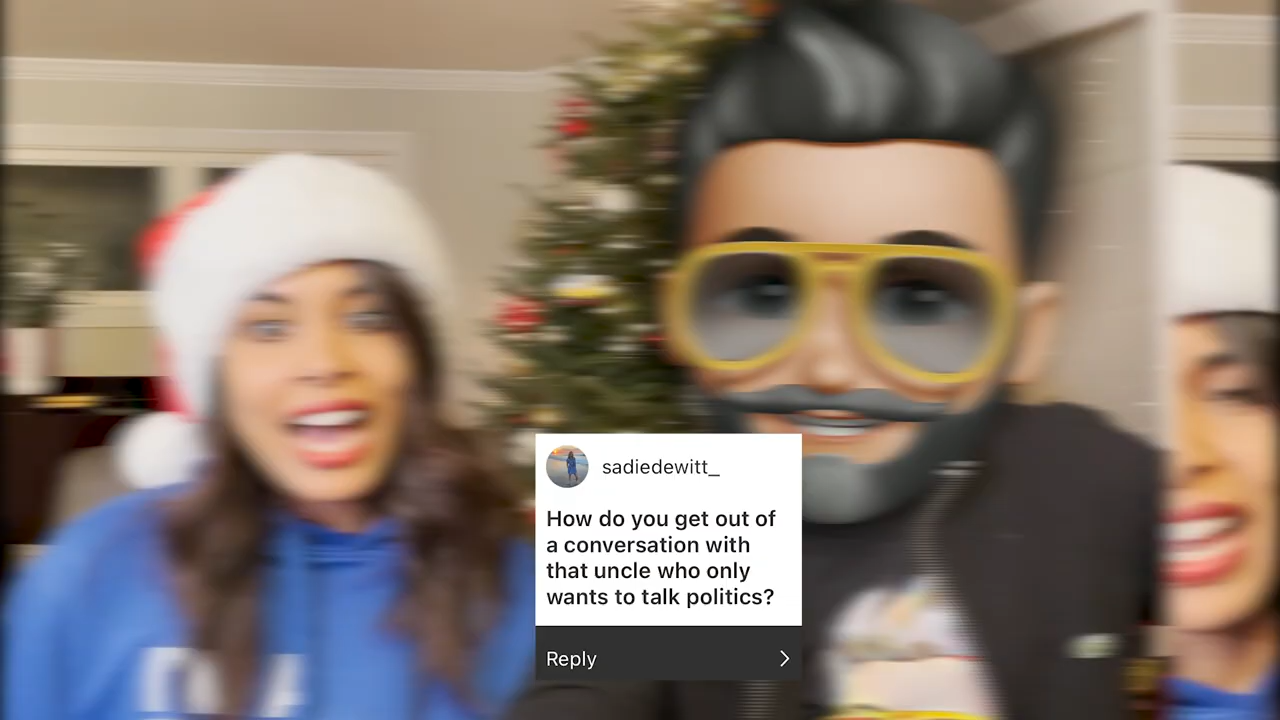 sadiedewitt_
How do you get out of
a conversation with
that uncle who only
wants to talk politics?
Reply